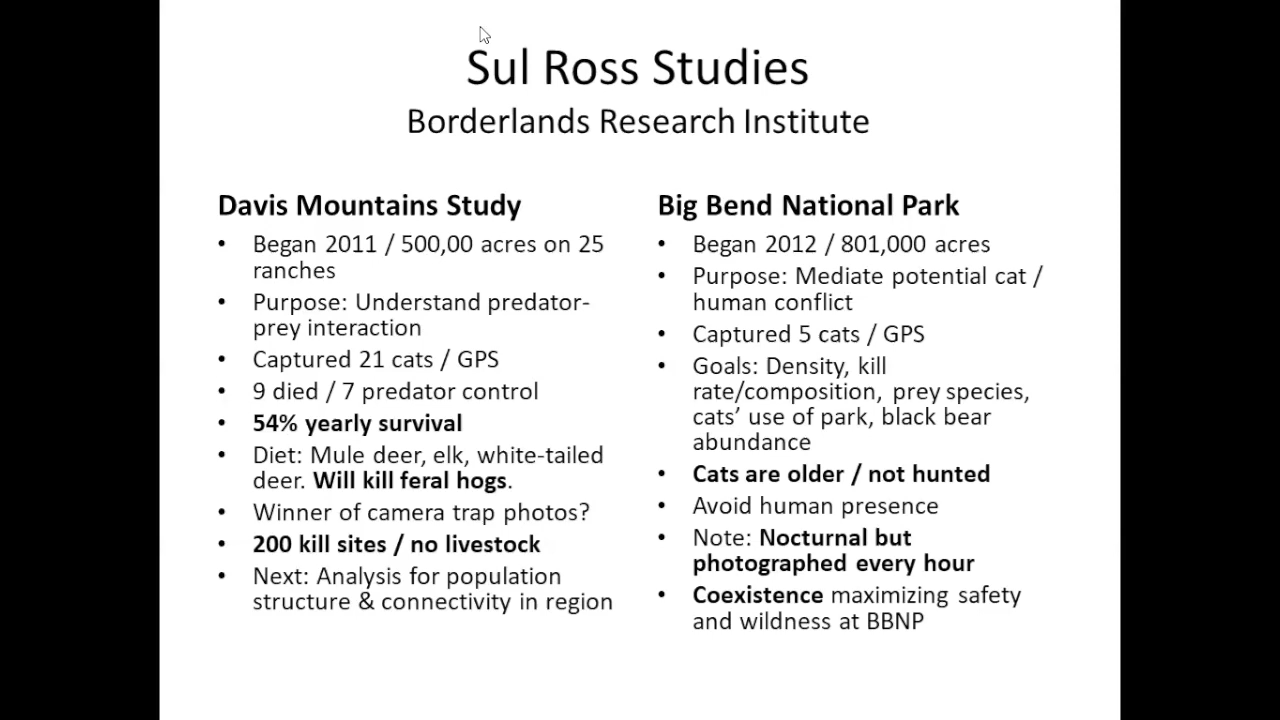 Sul Ross Studies
Borderlands Research Institute
Davis Mountains Study
• Began 2011 / 500,00 acres on 25
ranches
• Purpose: Understand predator-
prey interaction
• Captured 21 cats / GPS
• 9 died / 7 predator control
• 54% yearly survival
• Diet: Mule deer, elk, white-tailed
deer. Will kill feral hogs.
• Winner of camera trap photos?
• 200 kill sites / no livestock
• Next: Analysis for population
structure & connectivity in region
Big Bend National Park
• Began 2012 / 801,000 acres
• Purpose: Mediate potential cat /
human conflict
• Captured 5 cats / GPS
• Goals: Density, kill
rate/composition, prey species,
cats’ use of park, black bear
abundance
• Cats are older / not hunted
• Avoid human presence
• Note: Nocturnal but
photographed every hour
• Coexistence maximizing safety
and wildness at BBNP